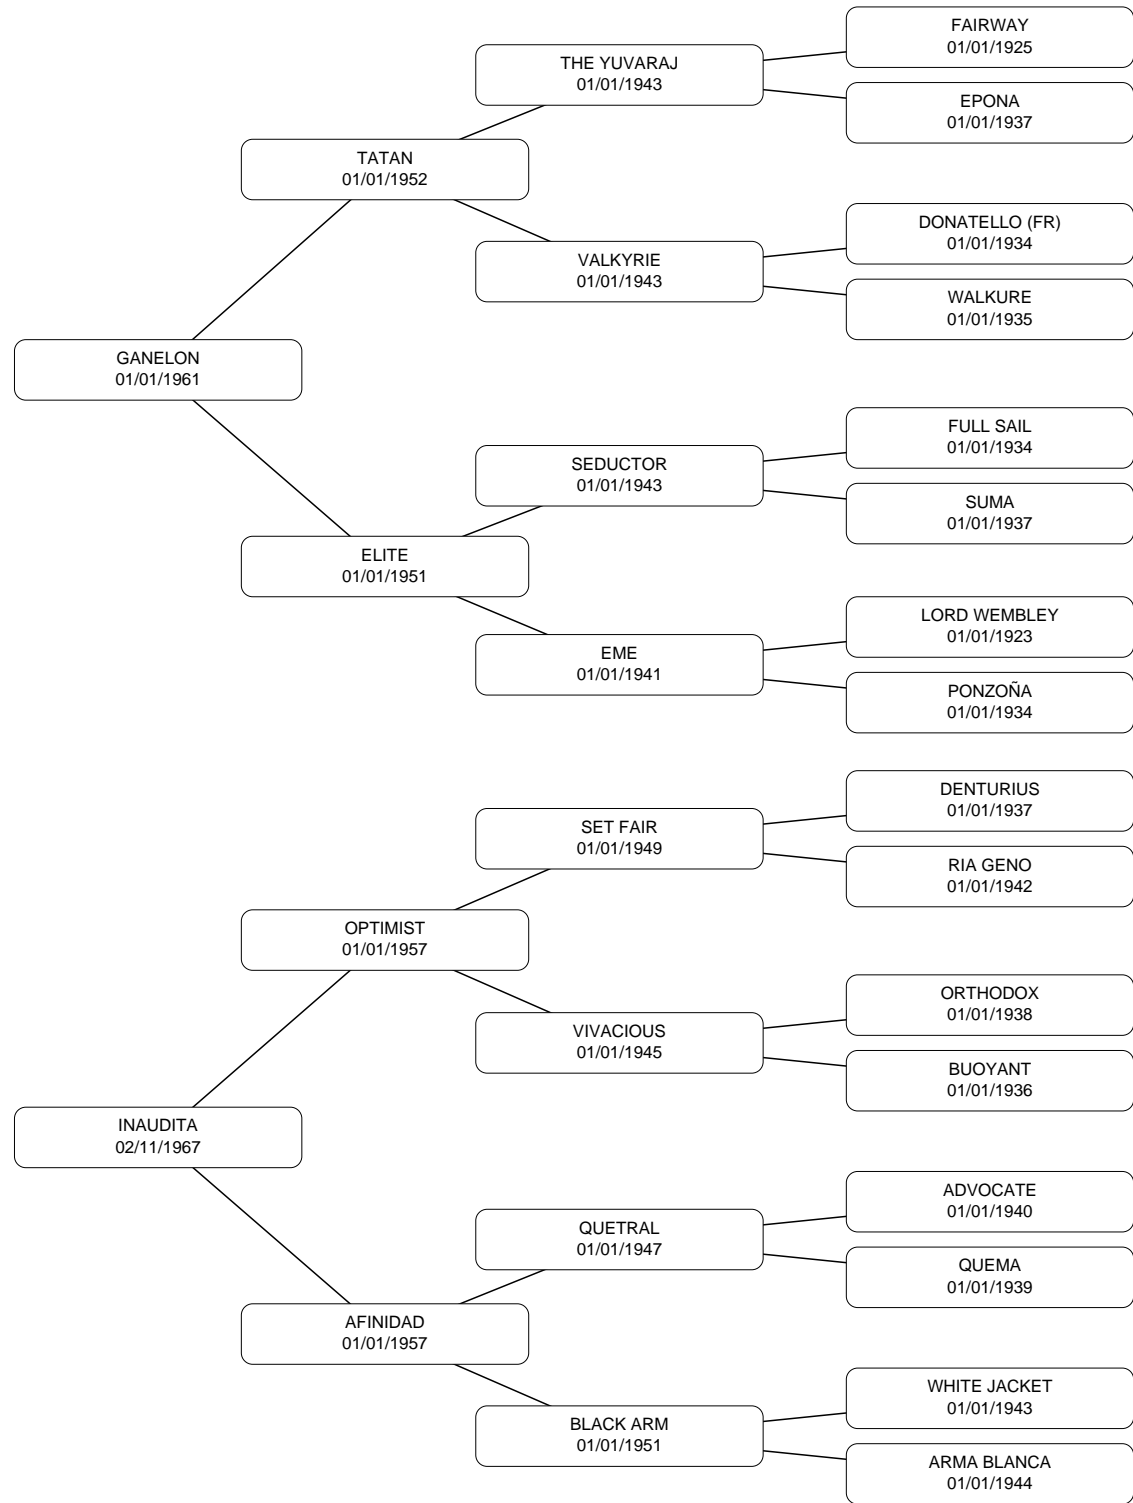 FAIRWAY
01/01/1925
THE YUVARAJ
01/01/1943
EPONA
01/01/1937
TATAN
01/01/1952
DONATELLO (FR)
01/01/1934
VALKYRIE
01/01/1943
WALKURE
01/01/1935
GANELON
01/01/1961
FULL SAIL
01/01/1934
SEDUCTOR
01/01/1943
SUMA
01/01/1937
ELITE
01/01/1951
LORD WEMBLEY
01/01/1923
EME
01/01/1941
PONZOÑA
01/01/1934
DENTURIUS
01/01/1937
SET FAIR
01/01/1949
RIA GENO
01/01/1942
OPTIMIST
01/01/1957
ORTHODOX
01/01/1938
VIVACIOUS
01/01/1945
BUOYANT
01/01/1936
INAUDITA
02/11/1967
ADVOCATE
01/01/1940
QUETRAL
01/01/1947
QUEMA
01/01/1939
AFINIDAD
01/01/1957
WHITE JACKET
01/01/1943
BLACK ARM
01/01/1951
ARMA BLANCA
01/01/1944